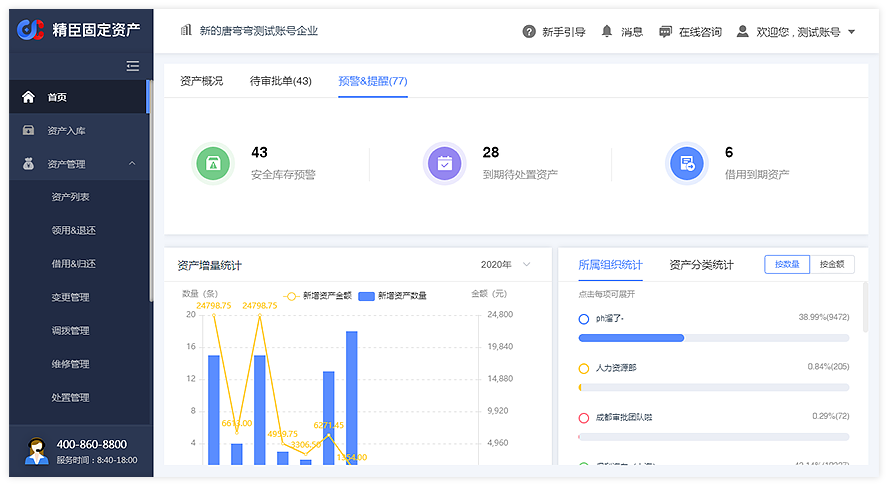 精臣固定资产
新的唐弯弯测试账号企业
新手引导
消息
在线咨询
欢迎您 , 测试账号
首页
资产入库
资产管理
资产列表
领用&退还
借用&归还
变更管理
调拨管理
维修管理
处置管理
400-860-8800
服务时间：8:40-18:00
资产概况
待审批单(43)
预警&提醒(77)
43
安全库存预警
28
到期待处置资产
6
借用到期资产
资产增量统计
2020年
数量（条）
新增资产金额
新增资产数量
金额（元）
24798.75
24798.75
20
24,800
16
19,840
12
14,880
8
9,920
4
4,960
6673.00
4959.75
3306.50
6271.45
1354.00
所属组织统计
资产分类统计
按数量
按金额
点击每项可展开
ph溜了-
38.99%(9472)
人力资源部
0.84%(205)
成都审批团队啦
0.29%(72)